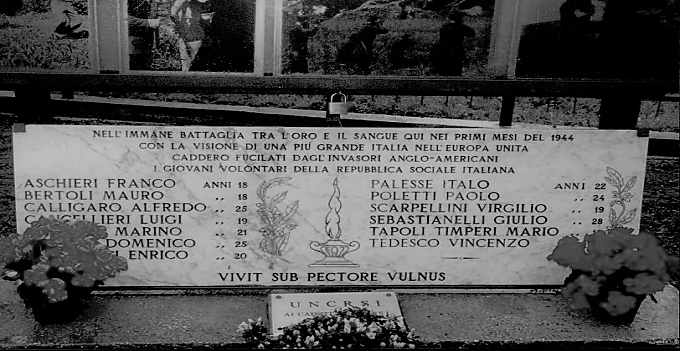 NELL'IMMANE BATTAGLIA TRA L'ORO E IL SANGUE QUI NEI PRIMI MESI DEL 1944
CON LA VISIONE DI UNA PIÚ GRANDE ITALIA NELL'EUROPA UNITA
CADDERO FUCILATI DAGL'INVASORI ANGLO-AMERICANI
I GIOVANI VOLONTARI DELLA REPUBBLICA SOCIALE ITALIANA
ASCHIERI FRANCO ANNI 18
BERTOLI MAURO „ 18
CALLIGARO ALFREDO „ 25
CANCELLIERI LUIGI „ 19
MARINO „ 21
DOMENICO „ 25
ENRICO „ 20
PALESSE ITALO ANNI 22
POLETTI PAOLO „ 24
SCARPELLINI VIRGILIO „ 19
SEBASTIANELLI GIULIO „ 28
TAPOLI TIMPERI MARIO
TEDESCO VINCENZO
VIVIT SUB PECTORE VULNUS
UNCRSI